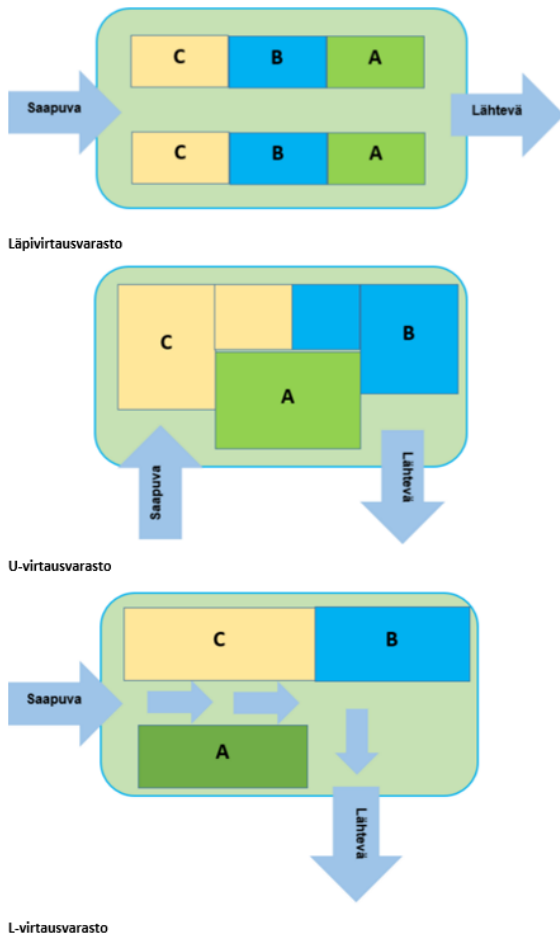 C B A
Saapuva
Lähtevä
C B A
Läpivirtausvarasto
C
B
A
Saapuva
Lähtevä
U-virtausvarasto
C B
Saapuva
A
Lähtevä
L-virtausvarasto